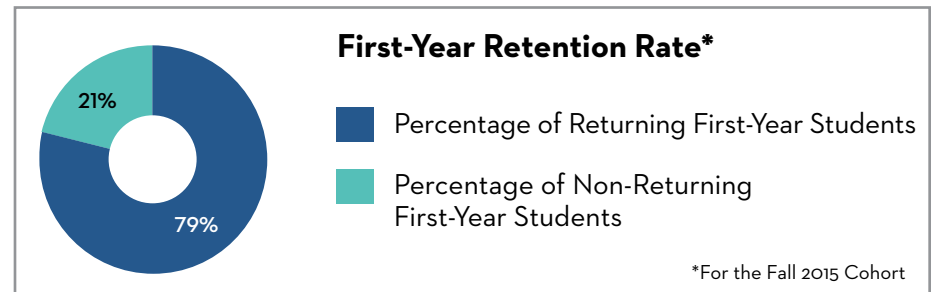 First-Year Retention Rate*
21%
79%
Percentage of Returning First-Year Students
Percentage of Non-Returning
First-Year Students
*For the Fall 2015 Cohort